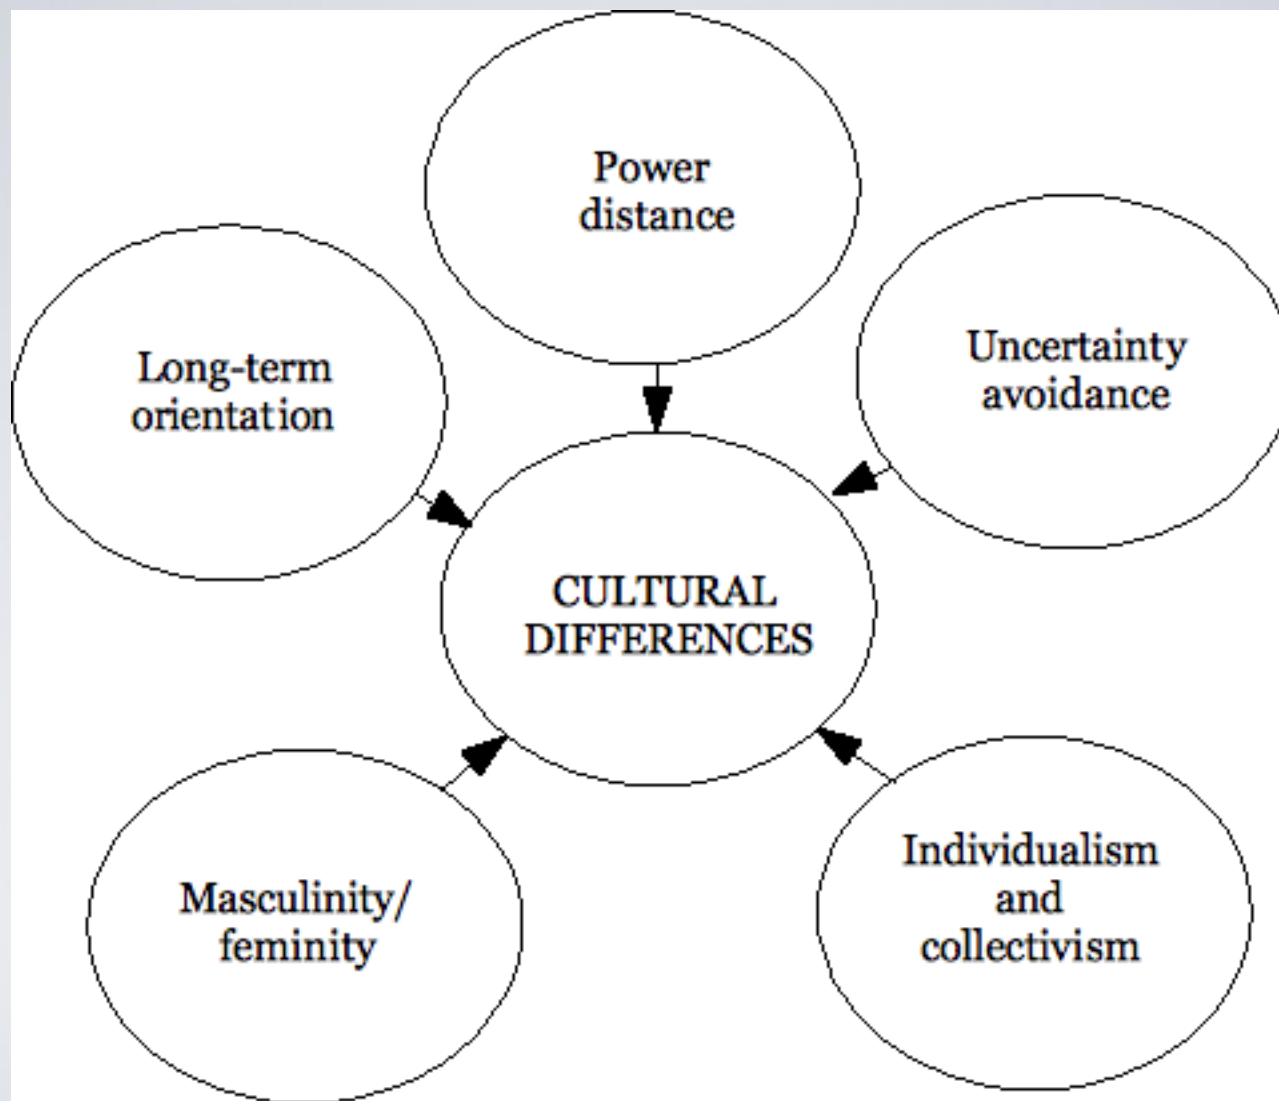 Power
distance
Uncertainty
avoidance
Long-term
orientation
CULTURAL
DIFFERENCES
Masculinity/
feminity
Individualism
and
collectivism